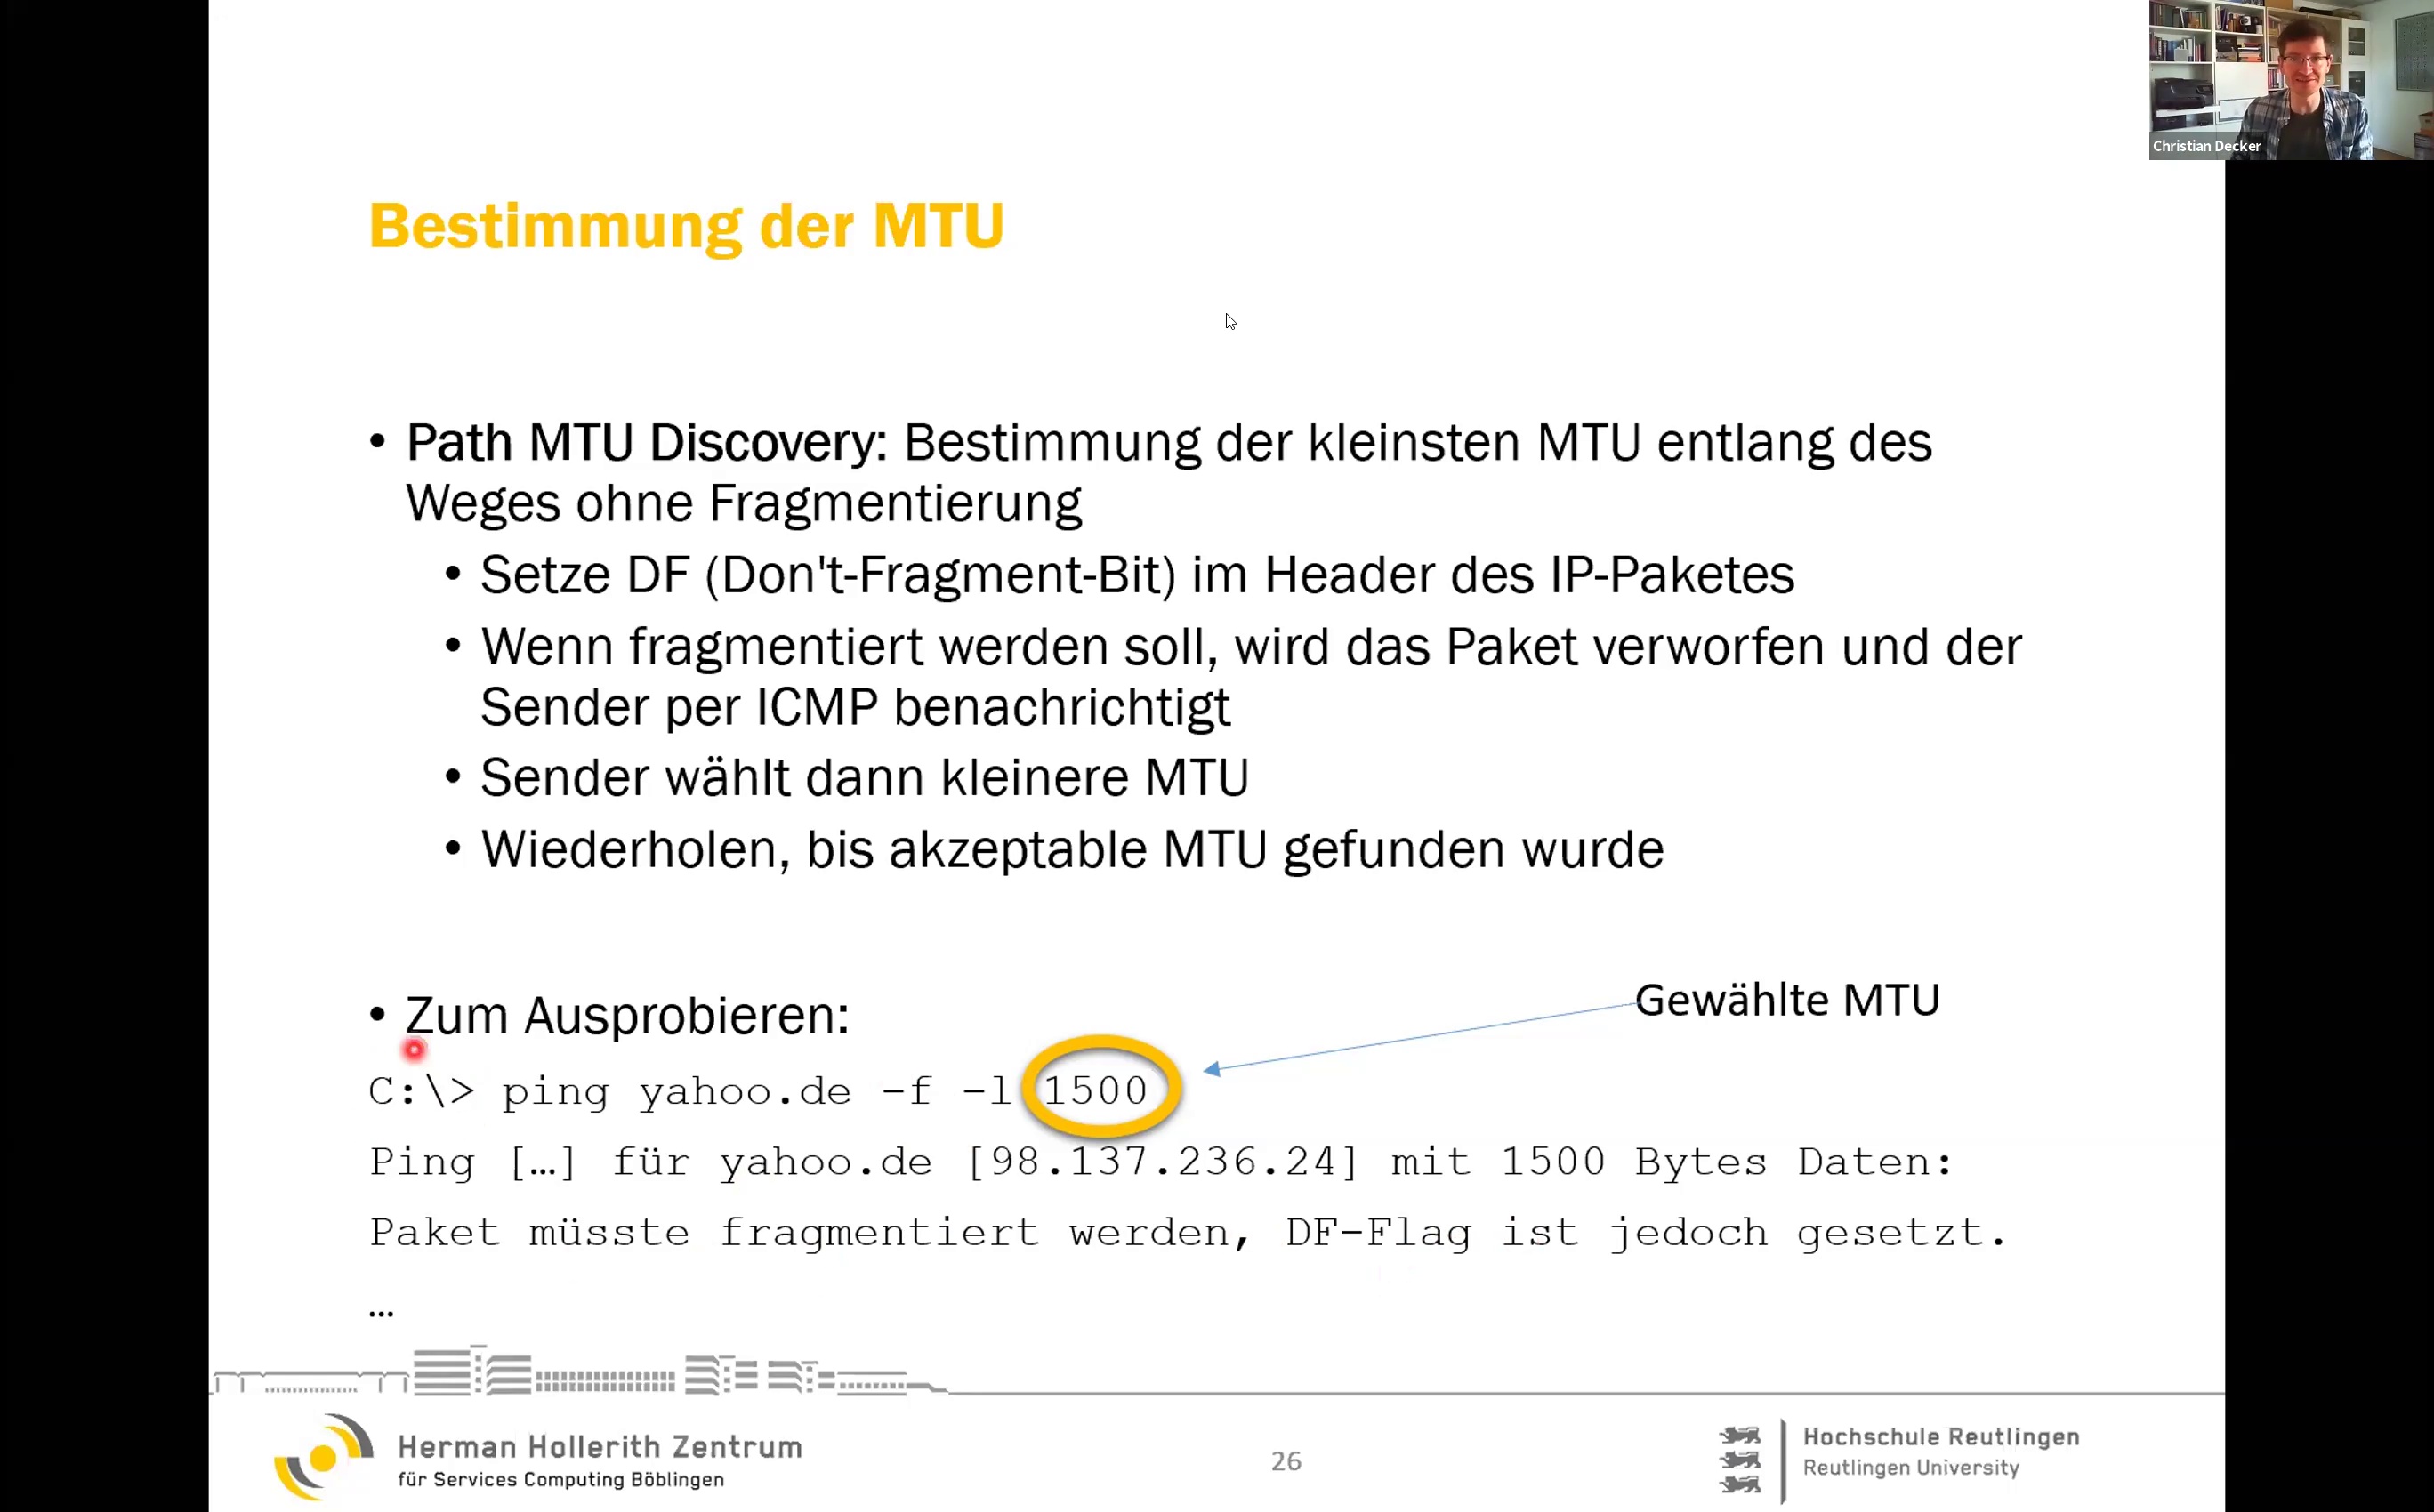 Christian Decker
Bestimmung der MTU
• Path MTU Discovery: Bestimmung der kleinsten MTU entlang des
Weges ohne Fragmentierung
• Setze DF (Don't-Fragment-Bit) im Header des IP-Paketes
• Wenn fragmentiert werden soll, wird das Paket verworfen und der
Sender per ICMP benachrichtigt
• Sender wählt dann kleinere MTU
• Wiederholen, bis akzeptable MTU gefunden wurde
• Zum Ausprobieren:
Gewählte MTU
C:\> ping yahoo.de -f -l 1500
Ping […] für yahoo.de [98.137.236.24] mit 1500 Bytes Daten:
Paket müsste fragmentiert werden, DF-Flag ist jedoch gesetzt.
…
Herman Hollerith Zentrum
für Services Computing Böblingen
26
Hochschule Reutlingen
Reutlingen University